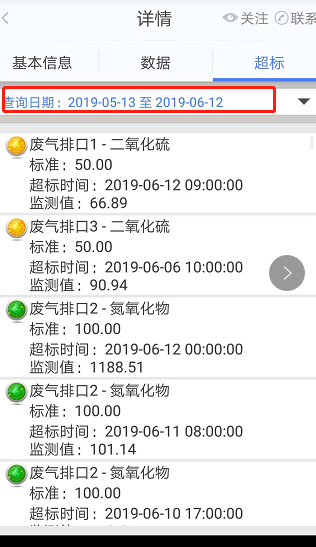 详情
关注
联系
基本信息
数据
超标
查询日期：2019-05-13 至 2019-06-12
废气排口1 - 二氧化硫
标准：50.00
超标时间：2019-06-12 09:00:00
监测值：66.89
废气排口3 - 二氧化硫
标准：50.00
超标时间：2019-06-06 10:00:00
监测值：90.94
废气排口2 - 氮氧化物
标准：100.00
超标时间：2019-06-12 00:00:00
监测值：1188.51
废气排口2 - 氮氧化物
标准：100.00
超标时间：2019-06-11 08:00:00
监测值：101.14
废气排口2 - 氮氧化物
标准：100.00
超标时间：2019-06-10 17:00:00